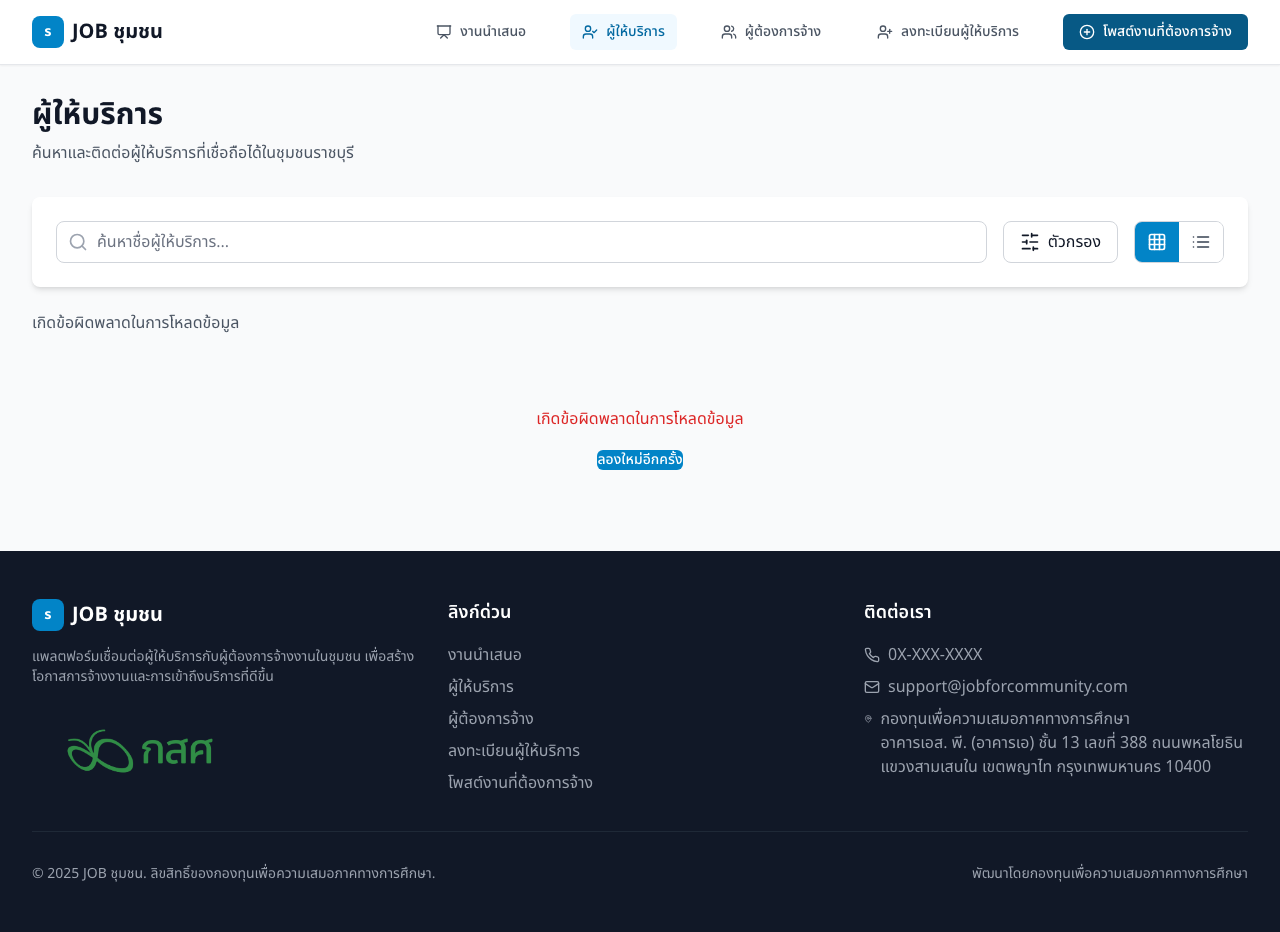 s JOB ชุมชน
งานนำเสนอ
ผู้ให้บริการ
ผู้ต้องการจ้าง
ลงทะเบียนผู้ให้บริการ
โพสต์งานที่ต้องการจ้าง
ผู้ให้บริการ
ค้นหาและติดต่อผู้ให้บริการที่เชื่อถือได้ในชุมชนราชบุรี
ค้นหาชื่อผู้ให้บริการ...
ตัวกรอง
เกิดข้อผิดพลาดในการโหลดข้อมูล
เกิดข้อผิดพลาดในการโหลดข้อมูล
ลองใหม่อีกครั้ง
s JOB ชุมชน
แพลตฟอร์มเชื่อมต่อผู้ให้บริการกับผู้ต้องการจ้างงานในชุมชน เพื่อสร้าง
โอกาสการจ้างงานและการเข้าถึงบริการที่ดีขึ้น
กสศ
ลิงก์ด่วน
งานนำเสนอ
ผู้ให้บริการ
ผู้ต้องการจ้าง
ลงทะเบียนผู้ให้บริการ
โพสต์งานที่ต้องการจ้าง
ติดต่อเรา
0X-XXX-XXXX
support@jobforcommunity.com
กองทุนเพื่อความเสมอภาคทางการศึกษา
อาคารเอส. พี. (อาคารเอ) ชั้น 13 เลขที่ 388 ถนนพหลโยธิน
แขวงสามเสนใน เขตพญาไท กรุงเทพมหานคร 10400
© 2025 JOB ชุมชน. ลิขสิทธิ์ของกองทุนเพื่อความเสมอภาคทางการศึกษา.
พัฒนาโดยกองทุนเพื่อความเสมอภาคทางการศึกษา